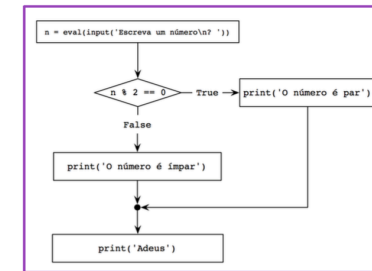 n = eval(input('Escreva um número\n? '))
n % 2 == 0
True
print('O número é par')
False
print('O número é ímpar')
print('Adeus')